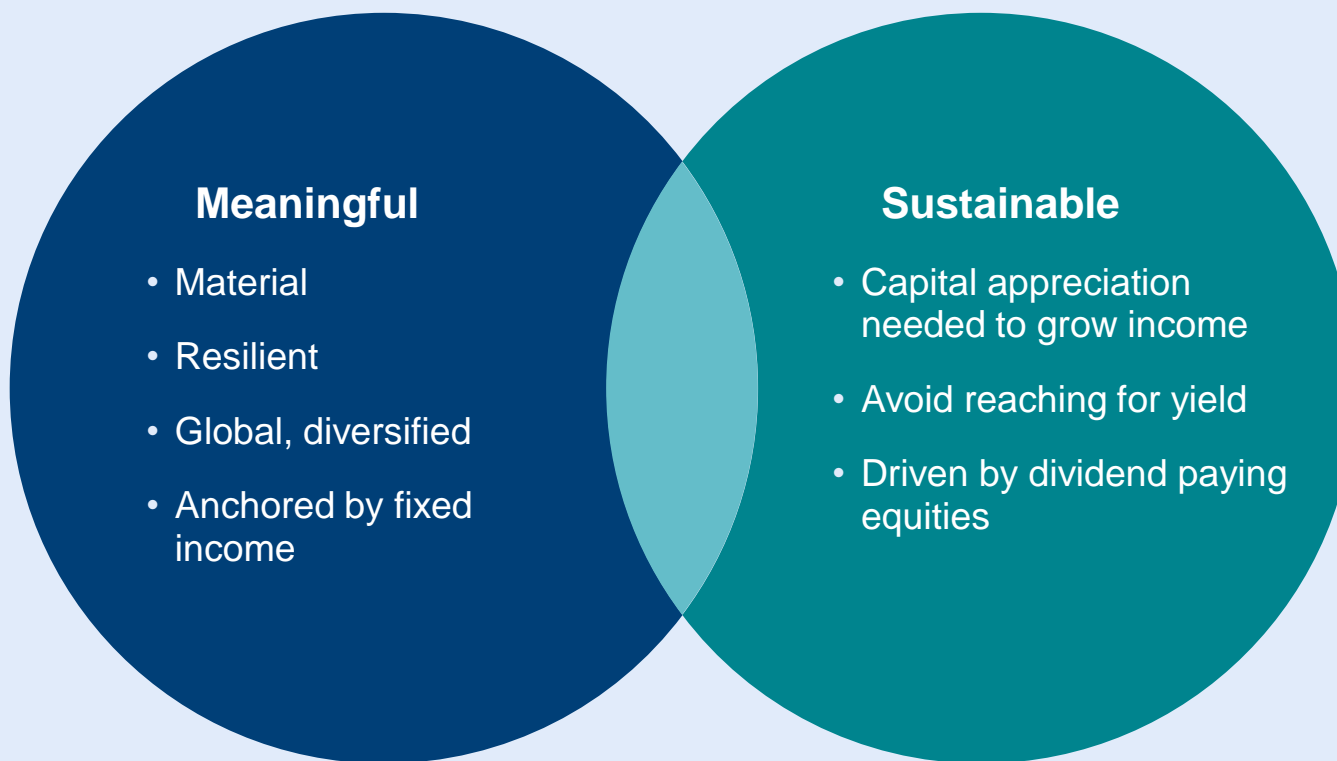 Meaningful
• Material
• Resilient
• Global, diversified
• Anchored by fixed
income
Sustainable
• Capital appreciation
needed to grow income
• Avoid reaching for yield
• Driven by dividend paying
equities